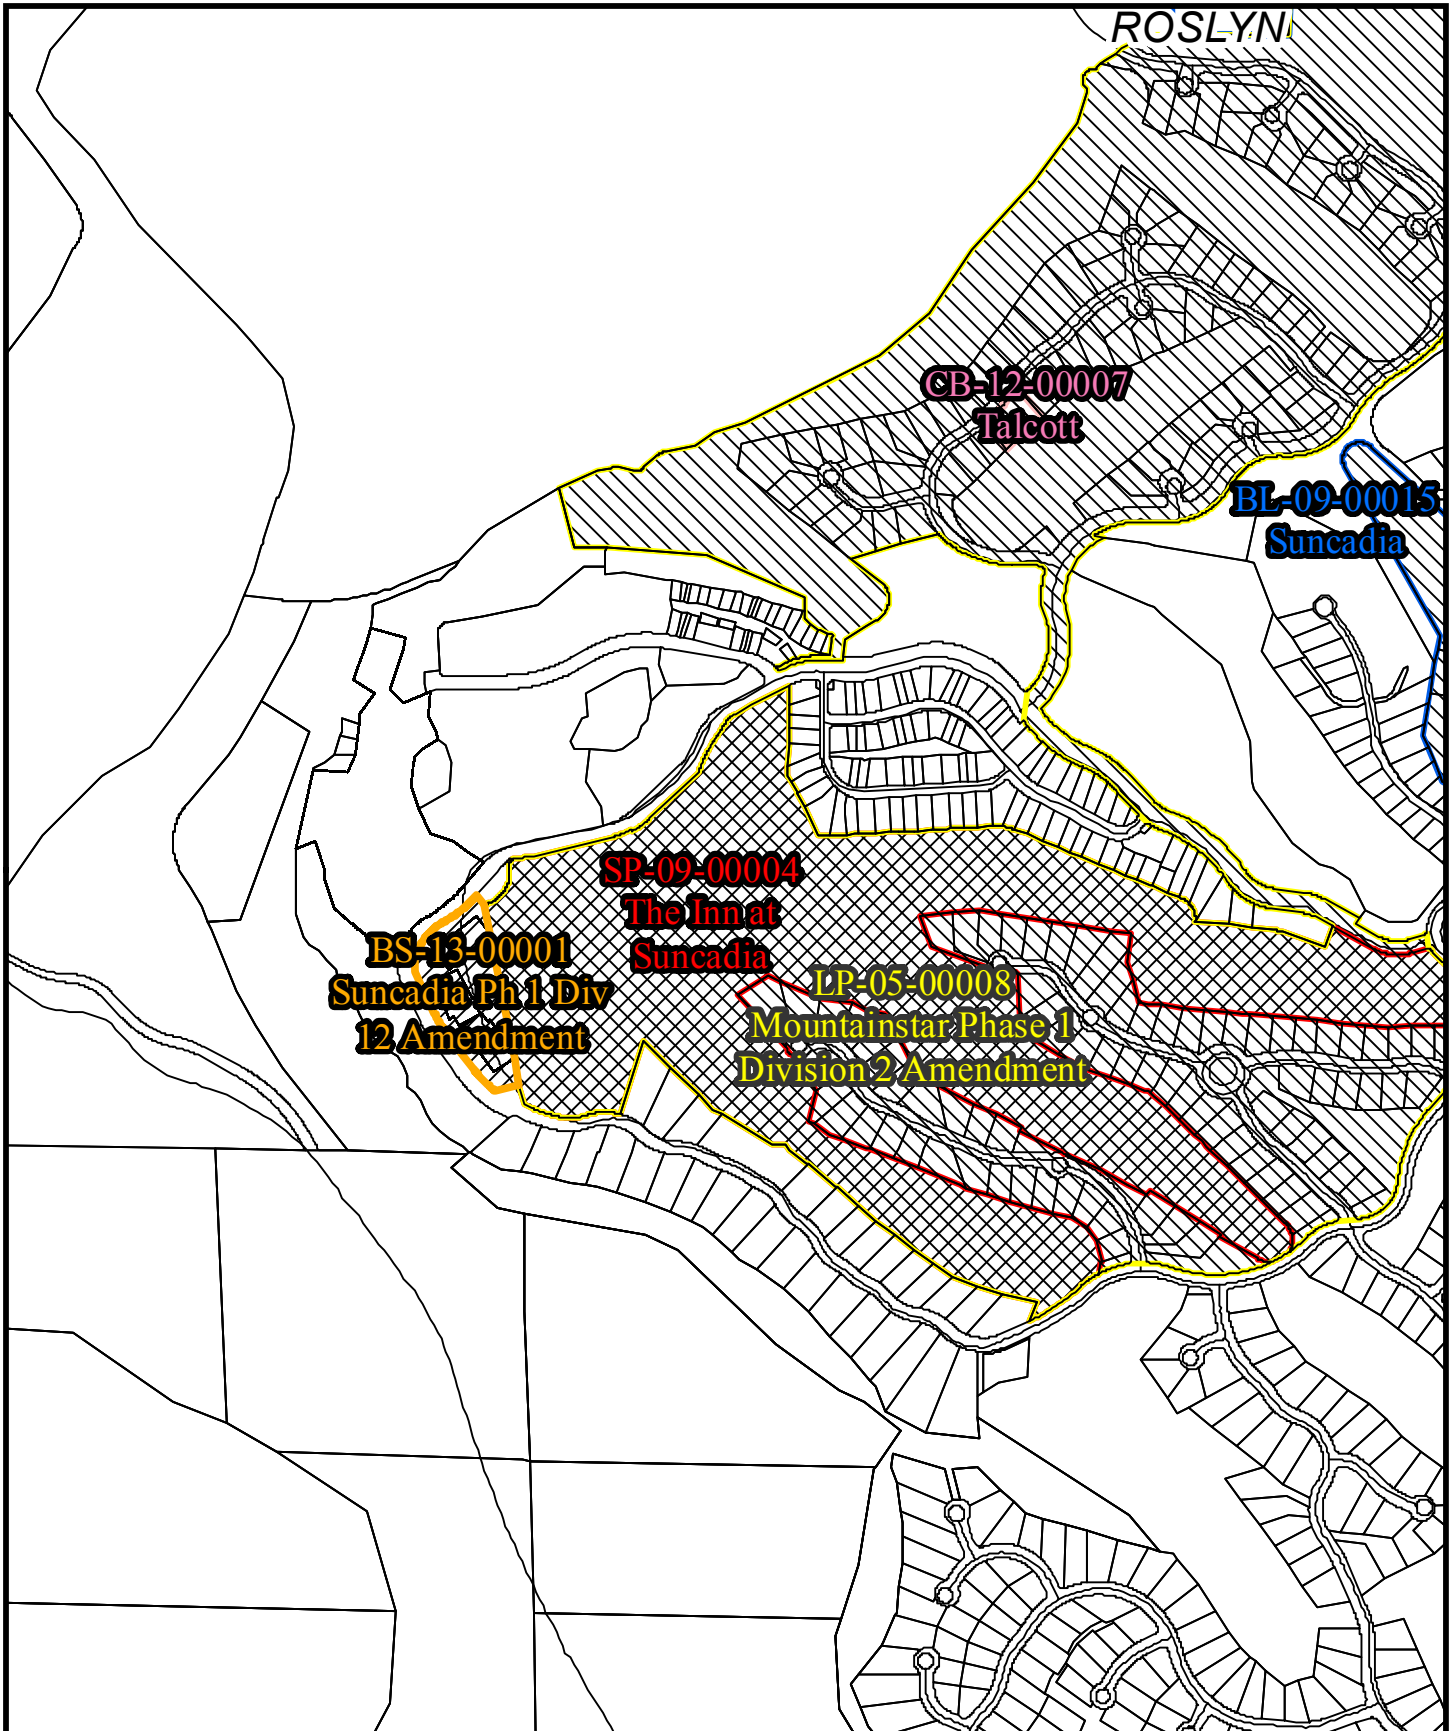 ROSLYN
CB-12-00007
Talcott
BL-09-00015
Suncadia
SP-09-00004
The Inn at
Suncadia
BS-13-00001
Suncadia Ph 1 Div
12 Amendment
LP-05-00008
Mountainstar Phase 1
Division 2 Amendment